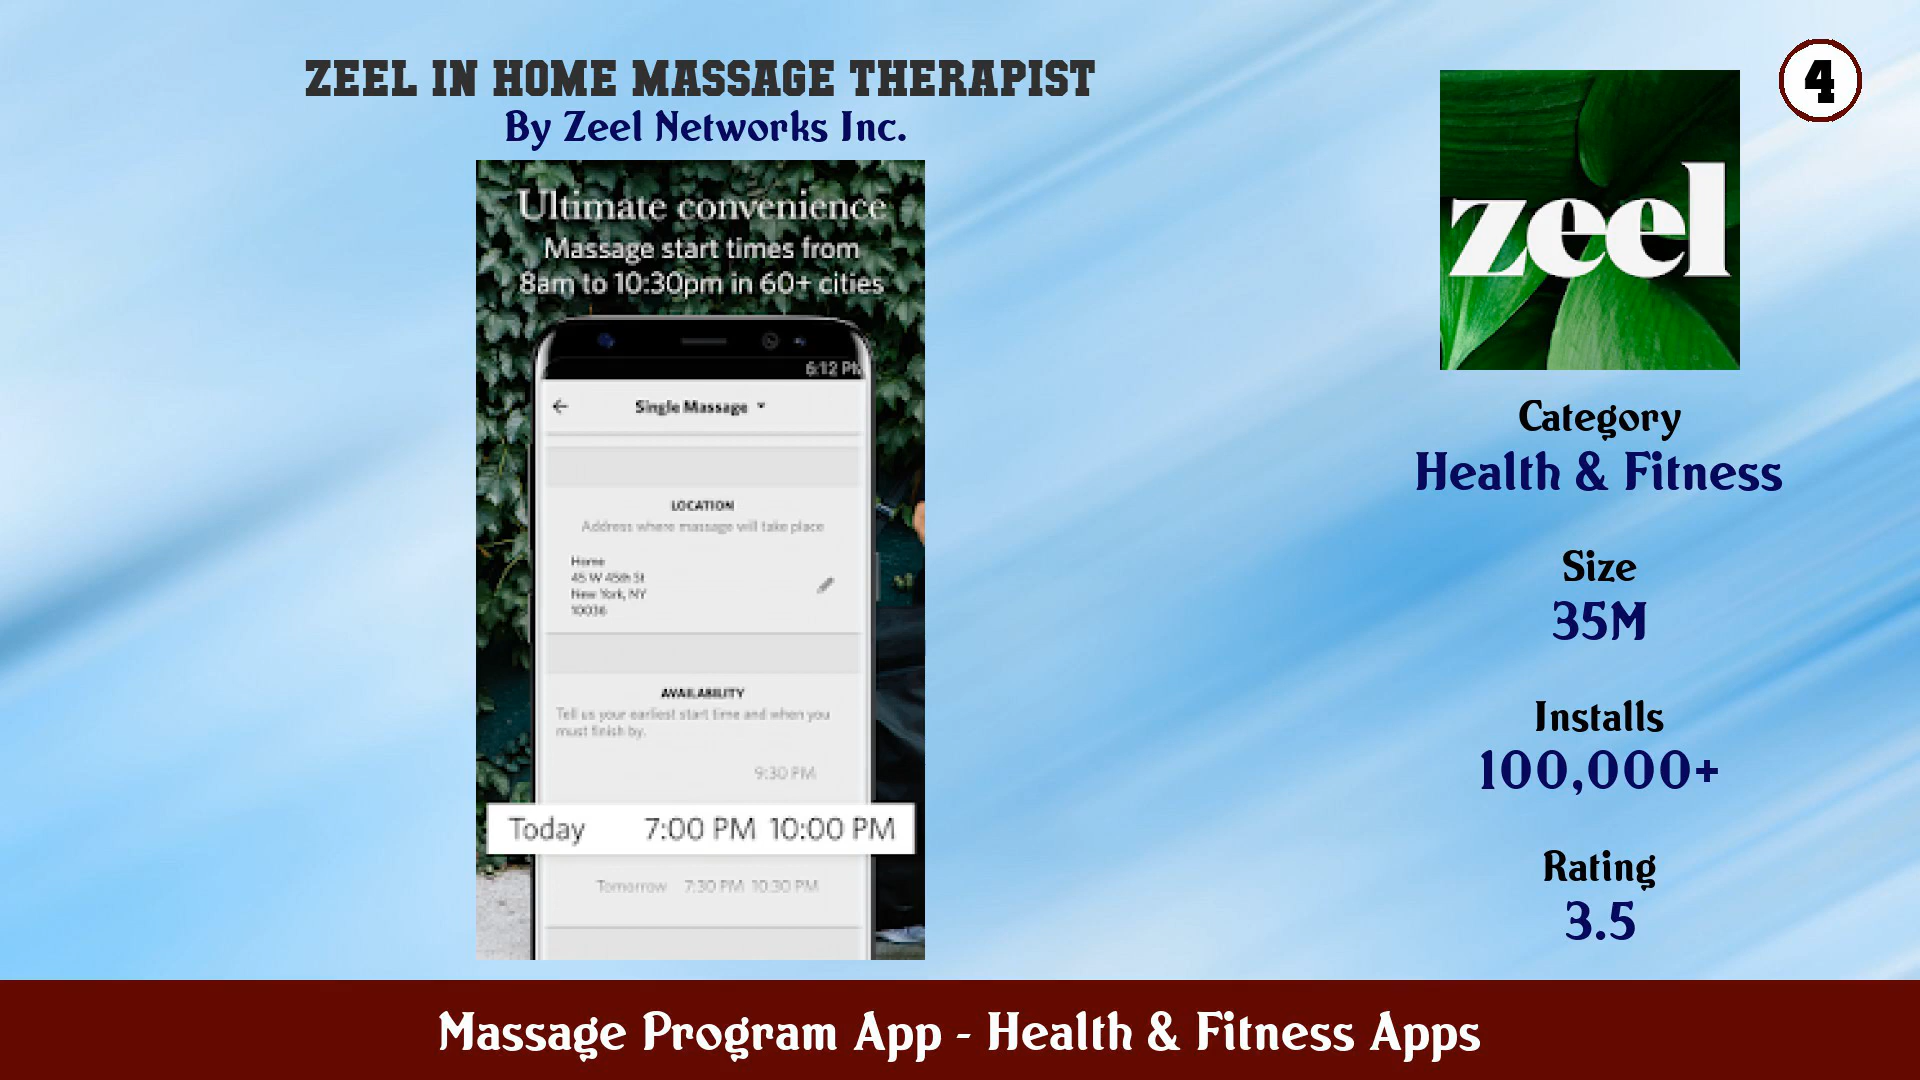 ZEEL IN HOME MASSAGE THERAPIST
By Zeel Networks Inc.
4
Ultimate convenience
Massage start times from
8am to 10:30pm in 60+ cities
6:12 PM
Single Massage
LOCATION
Address where massage will take place
Home
45 W 45th St
New York, NY
10036
AVAILABILITY
Tell us your earliest start time and when you
must finish by.
9:30 PM
Today 7:00 PM 10:00 PM
Tomorrow 7:30 PM 10:30 PM
zeel
Category
Health & Fitness
Size
35M
Installs
100,000+
Rating
3.5
Massage Program App - Health & Fitness Apps